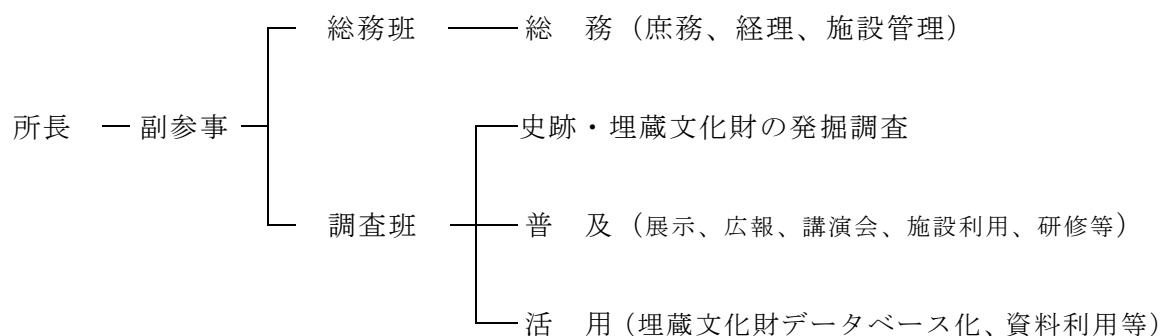 総務班 総 務（庶務、経理、施設管理）
所長 副参事 史跡・埋蔵文化財の発掘調査
調査班 普 及（展示、広報、講演会、施設利用、研修等）
活 用（埋蔵文化財データベース化、資料利用等）